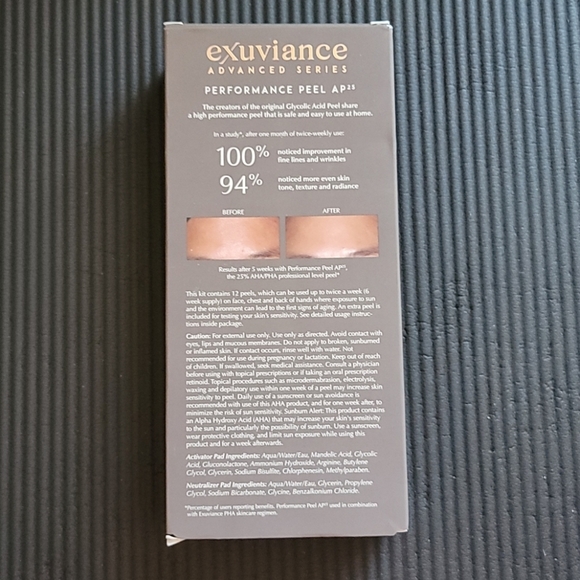 exuviance
ADVANCED SERIES
PERFORMANCE PEEL AP²⁵
The creators of the original Glycolic Acid Peel share
a high performance peel that is safe and easy to use at home.
In a study*, after one month of twice-weekly use:
100% noticed improvement in
fine lines and wrinkles
94% noticed more even skin
tone, texture and radiance
BEFORE AFTER
Results after 5 weeks with Performance Peel AP²⁵,
the 25% AHA/PHA professional level peel*
This kit contains 12 peels, which can be used up to twice a week (6
week supply) on face, chest and back of hands where exposure to sun
and the environment can lead to the first signs of aging. An extra peel is
included for testing your skin's sensitivity. See detailed usage instruc-
tions inside package.
Caution: For external use only. Use only as directed. Avoid contact with
eyes, lips and mucous membranes. Do not apply to broken, sunburned
or inflamed skin. If contact occurs, rinse well with water. Not
recommended for use during pregnancy or lactation. Keep out of reach
of children. If swallowed, seek medical assistance. Consult a physician
before using with topical prescriptions or if taking an oral prescription
retinoid. Topical procedures such as microdermabrasion, electrolysis,
waxing and depilatory use within one week of a peel may increase skin
sensitivity to peel. Daily use of a sunscreen or sun avoidance is
recommended with use of this AHA product, and for one week after, to
minimize the risk of sun sensitivity. Sunburn Alert: This product contains
an Alpha Hydroxy Acid (AHA) that may increase your skin's sensitivity
to the sun and particularly the possibility of sunburn. Use a sunscreen,
wear protective clothing, and limit sun exposure while using this
product and for a week afterwards.
Activator Pad Ingredients: Aqua/Water/Eau, Mandelic Acid, Glycolic
Acid, Gluconolactone, Ammonium Hydroxide, Arginine, Butylene
Glycol, Glycerin, Sodium Bisulfite, Chlorphenesin, Methylparaben.
Neutralizer Pad Ingredients: Aqua/Water/Eau, Glycerin, Propylene
Glycol, Sodium Bicarbonate, Glycine, Benzalkonium Chloride.
*Percentage of users reporting benefits. Performance Peel AP²⁵ used in combination
with Exuviance PHA skincare regimen.